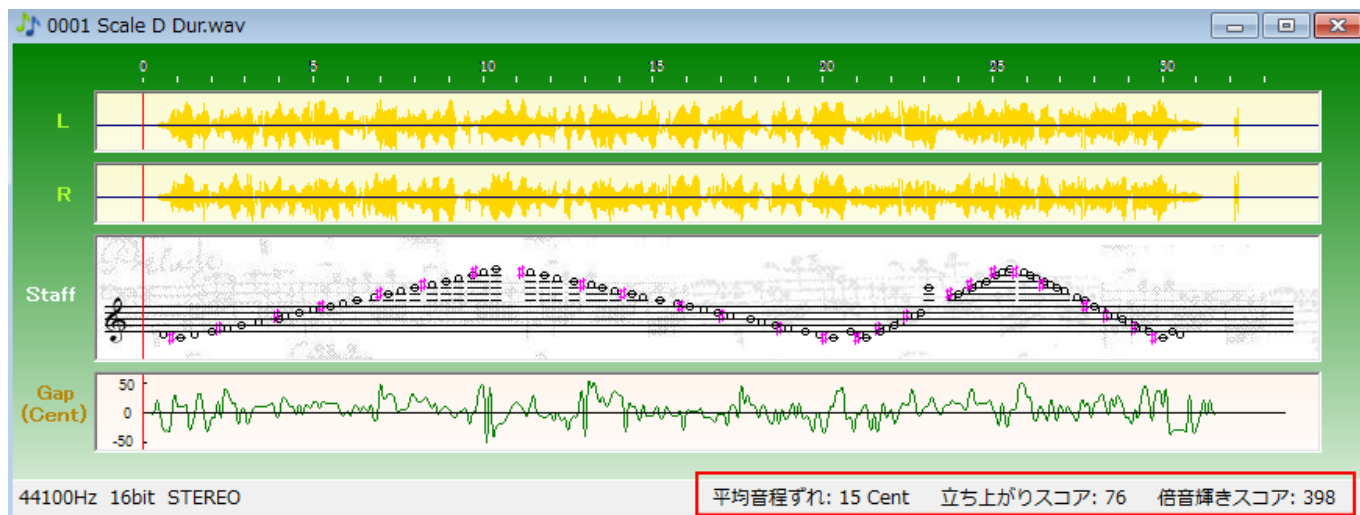 0001 Scale D Dur.wav
0 5 10 15 20 25 30
L
R
Staff
Gap
(Cent)
50
0
-50
44100Hz 16bit STEREO 平均音程ずれ: 15 Cent 立ち上がりスコア: 76 倍音輝きスコア: 398